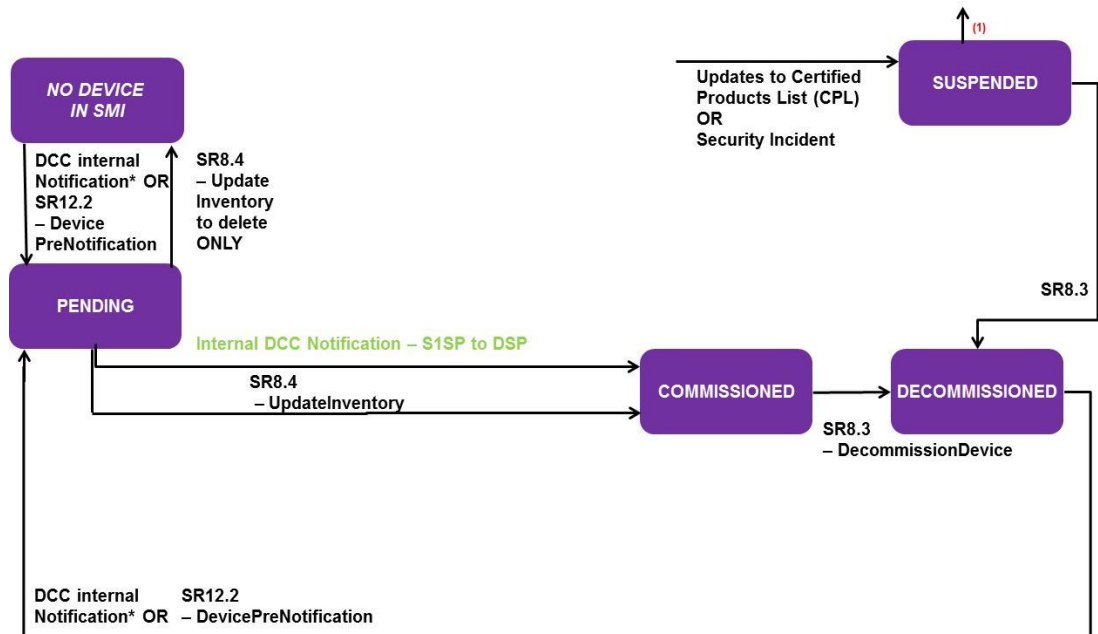 (1)
NO DEVICE
IN SMI
SUSPENDED
Updates to Certified
Products List (CPL)
OR
Security Incident
DCC internal
Notification* OR
SR12.2
– Device
PreNotification
SR8.4
– Update
Inventory
to delete
ONLY
PENDING
SR8.3
Internal DCC Notification – S1SP to DSP
SR8.4
– UpdateInventory
COMMISSIONED
DECOMMISSIONED
SR8.3
– DecommissionDevice
DCC internal
Notification* OR
SR12.2
– DevicePreNotification